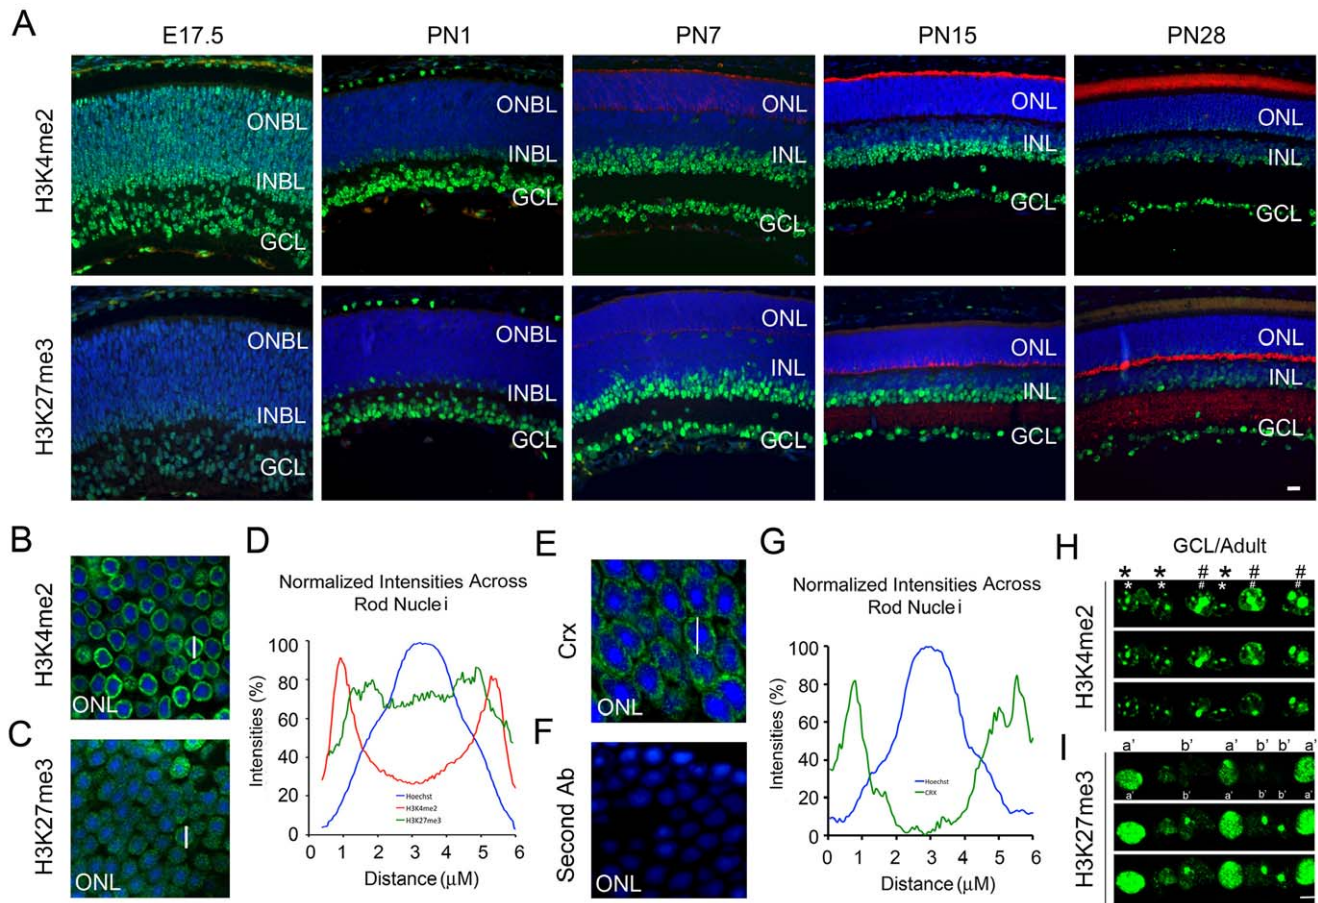 A
E17.5 PN1 PN7 PN15 PN28
H3K4me2
ONBL ONBL ONL ONL ONL
INBL INBL INL INL INL
GCL GCL GCL GCL GCL
H3K27me3
ONBL ONBL ONL ONL ONL
INBL INBL INL INL INL
GCL GCL GCL GCL GCL
B
H3K4me2
ONL
C
H3K27me3
ONL
D
Normalized Intensities Across
Rod Nuclei
Intensities (%)
100
80
60
40
20
0
Hoechst
H3K4me2
H3K27me3
0 1 2 3 4 5 6
Distance (μM)
E
Crx
ONL
F
Second Ab
ONL
G
Normalized Intensities Across
Rod Nuclei
Intensities (%)
100
80
60
40
20
0
Hoechst
CRX
0 1 2 3 4 5 6
Distance (μM)
H
GCL/Adult
* * # * # #
* * # * # #
H3K4me2
I
a' b' a' b' b' a'
a' b' a' b' b' a'
H3K27me3